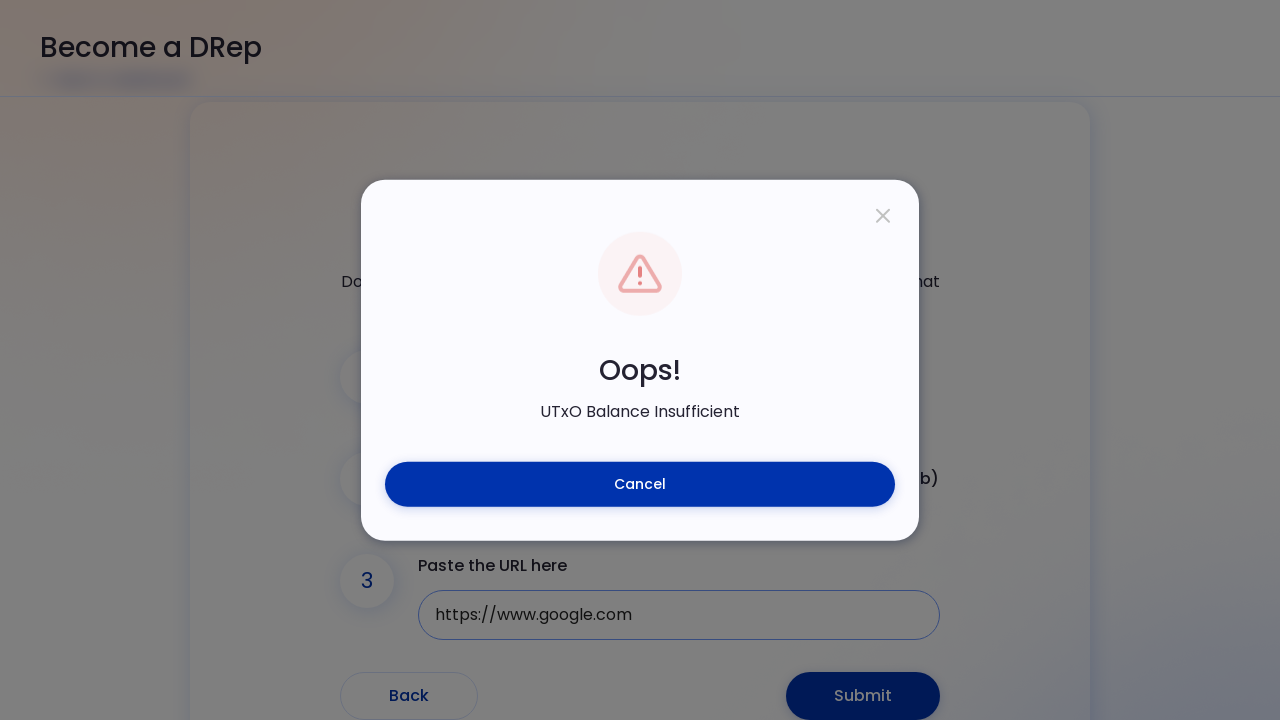 Become a DRep
Do
hat
Oops!
UTxO Balance Insufficient
Cancel
b)
3
Paste the URL here
https://www.google.com
Back
Submit